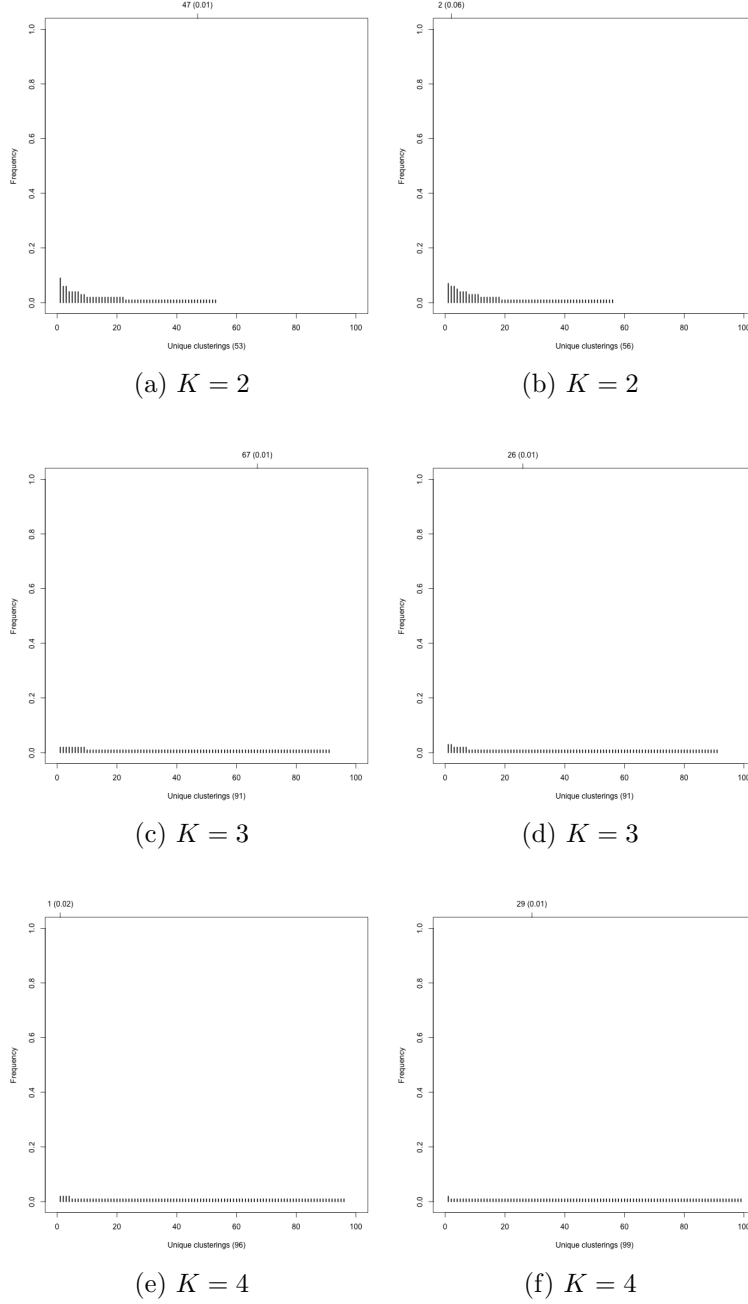 47 (0.01)
1.0
0.8
0.6
0.4
0.2
0.0
Frequency
0 20 40 60 80 100
Unique clusterings (53)
(a) K = 2
2 (0.06)
1.0
0.8
0.6
0.4
0.2
0.0
Frequency
0 20 40 60 80 100
Unique clusterings (56)
(b) K = 2
67 (0.01)
1.0
0.8
0.6
0.4
0.2
0.0
Frequency
0 20 40 60 80 100
Unique clusterings (91)
(c) K = 3
26 (0.01)
1.0
0.8
0.6
0.4
0.2
0.0
Frequency
0 20 40 60 80 100
Unique clusterings (91)
(d) K = 3
1 (0.02)
1.0
0.8
0.6
0.4
0.2
0.0
Frequency
0 20 40 60 80 100
Unique clusterings (96)
(e) K = 4
29 (0.01)
1.0
0.8
0.6
0.4
0.2
0.0
Frequency
0 20 40 60 80 100
Unique clusterings (99)
(f) K = 4